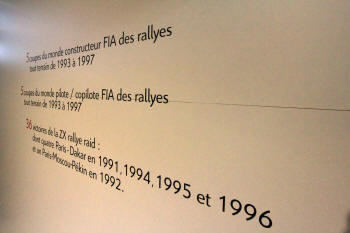 5 coupes du monde constructeur FIA des rallyes
tout terrain de 1993 à 1997
5 coupes du monde pilote / copilote FIA des rallyes
tout terrain de 1993 à 1997
36 victoires de la ZX rallye raid :
dont quatre Paris - Dakar en 1991, 1994, 1995 et 1996
et un Paris-Moscou-Pékin en 1992.